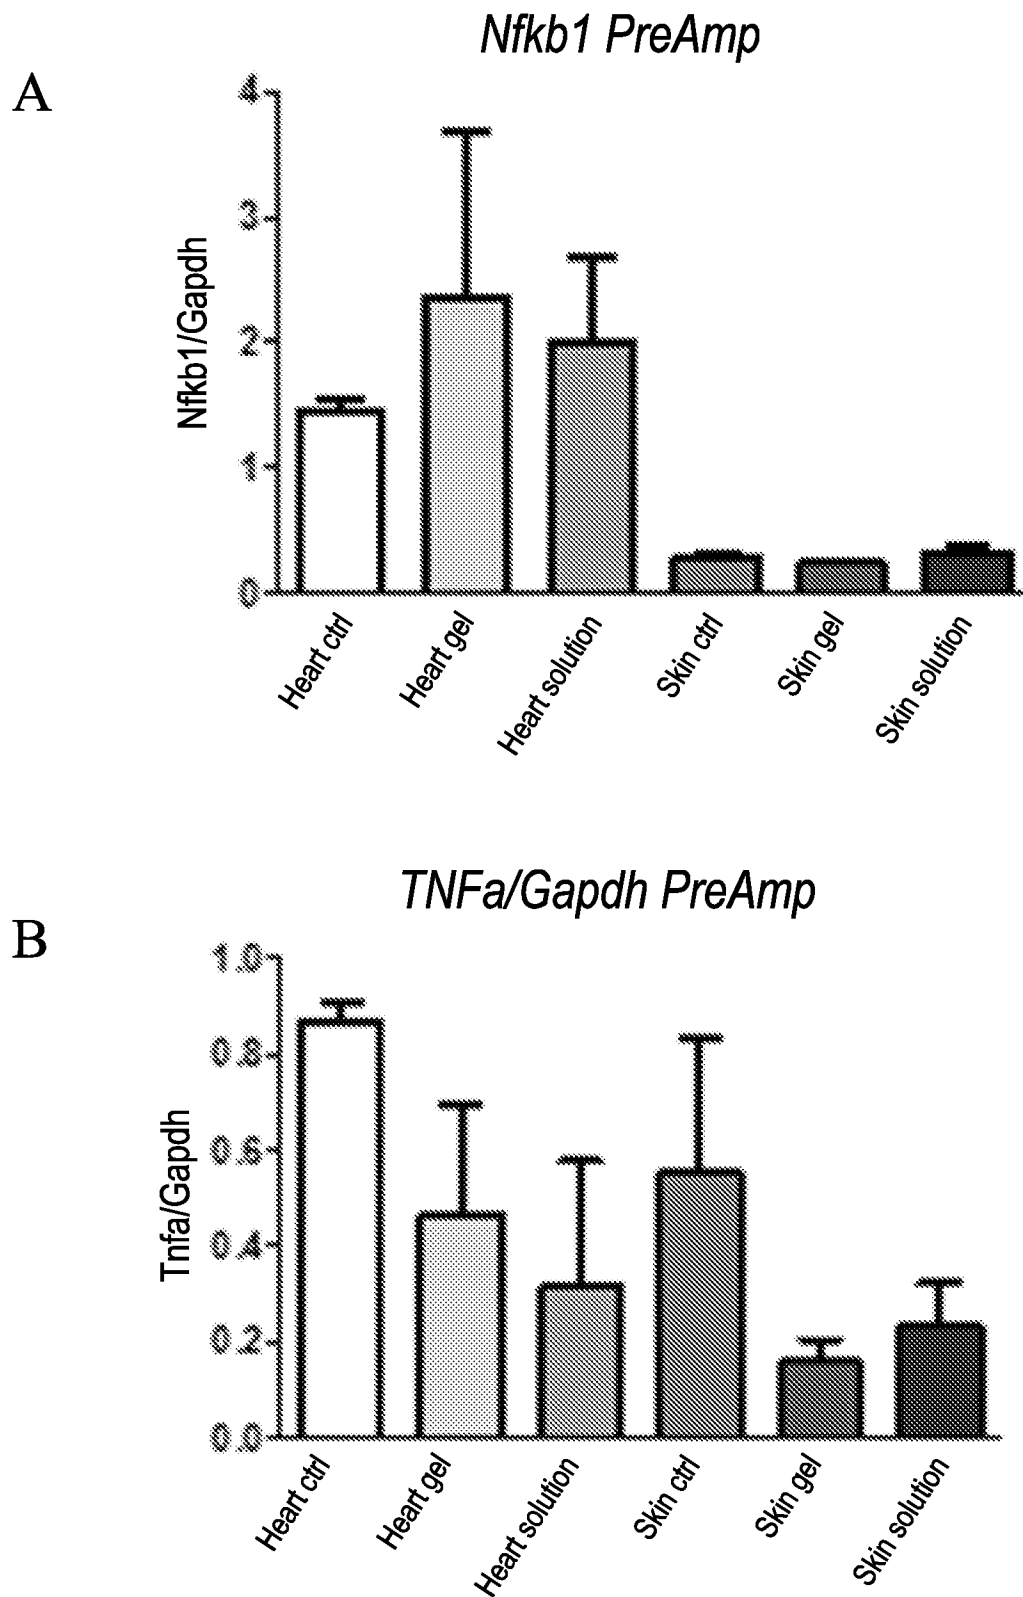 Nfkb1 PreAmp
A
4
3
2
1
0
Nfkb1/Gapdh
Heart ctrl
Heart gel
Heart solution
Skin ctrl
Skin gel
Skin solution
TNFa/Gapdh PreAmp
B
1.0
0.8
0.6
0.4
0.2
0.0
Tnfa/Gapdh
Heart ctrl
Heart gel
Heart solution
Skin ctrl
Skin gel
Skin solution